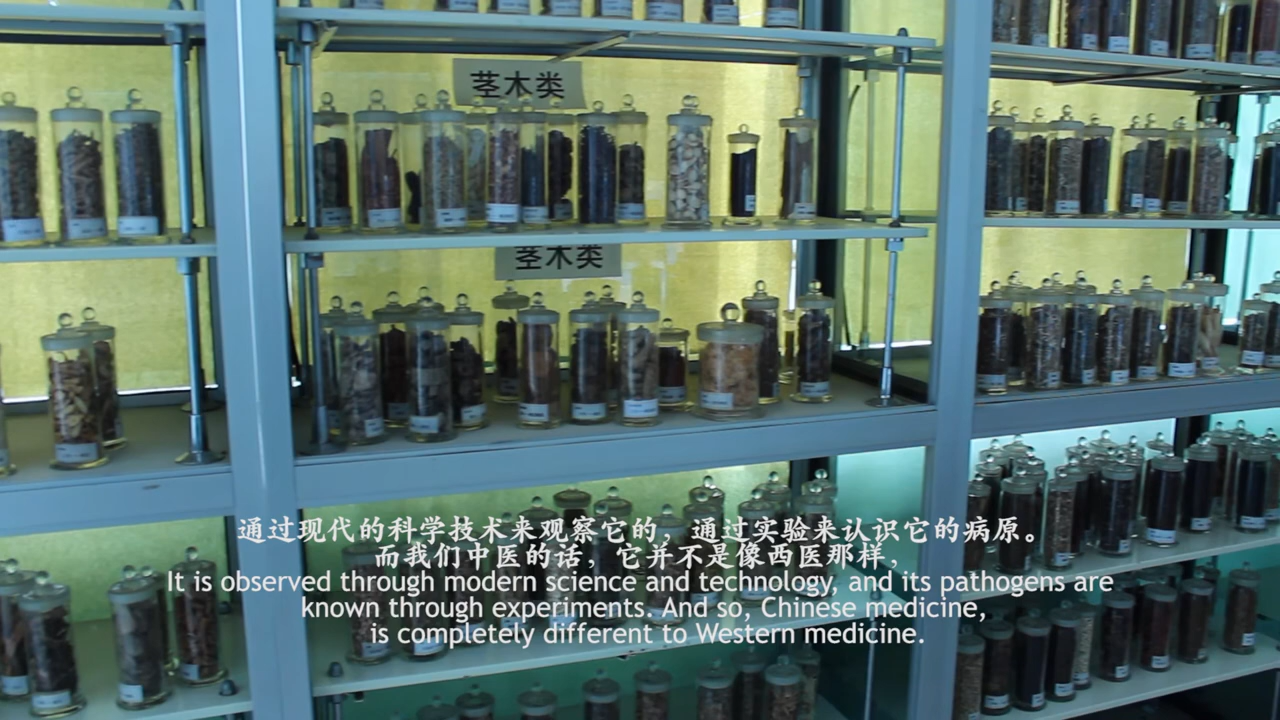 茎木类
茎木类
通过现代的科学技术来观察它的，通过实验来认识它的病原。
而我们中医的话，它并不是像西医那样，
It is observed through modern science and technology, and its pathogens are
known through experiments. And so, Chinese medicine,
is completely different to Western medicine.